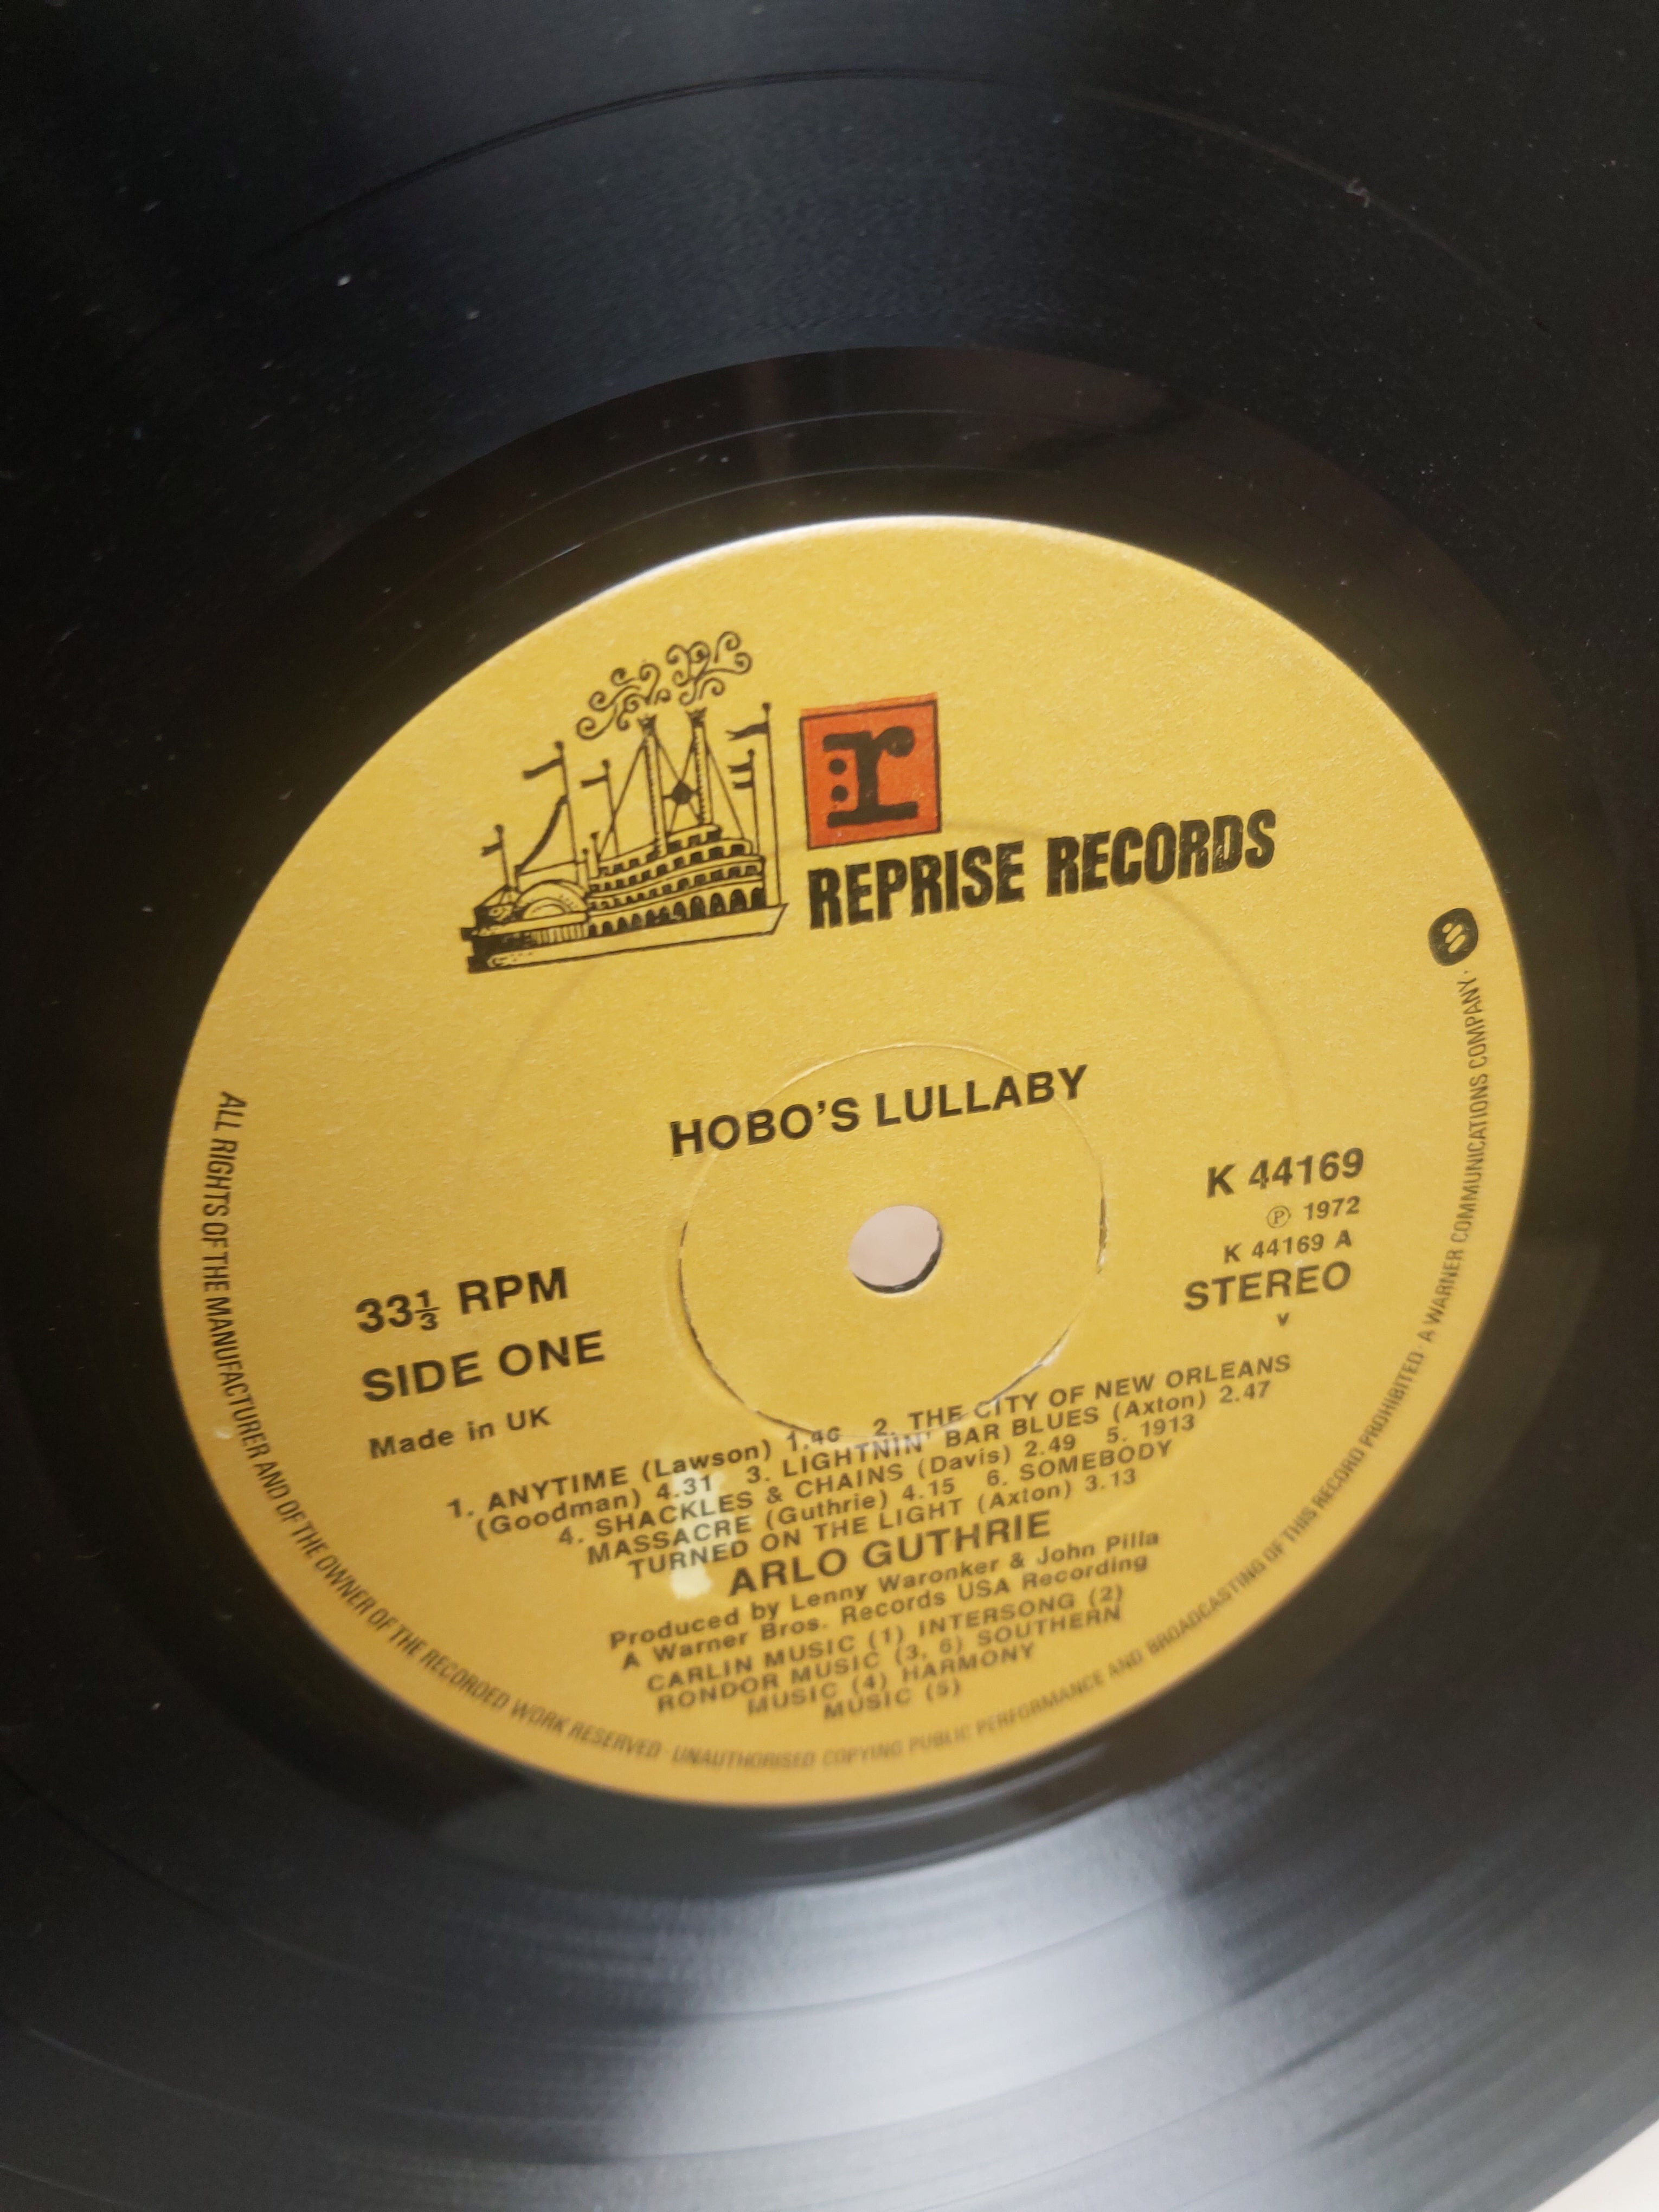 r
REPRISE RECORDS
HOBO'S LULLABY
K 44169
℗ 1972
K 44169 A
STEREO
v
33⅓ RPM
SIDE ONE
Made in UK
1. ANYTIME (Lawson) 1.46 2. THE CITY OF NEW ORLEANS
(Goodman) 4.31 3. LIGHTNIN' BAR BLUES (Axton) 2.47
4. SHACKLES & CHAINS (Davis) 2.49 5. 1913
MASSACRE (Guthrie) 4.15 6. SOMEBODY
TURNED ON THE LIGHT (Axton) 3.13
ARLO GUTHRIE
Produced by Lenny Waronker & John Pilla
A Warner Bros. Records USA Recording
CARLIN MUSIC (1) INTERSONG (2)
RONDOR MUSIC (3, 6) SOUTHERN
MUSIC (4) HARMONY
MUSIC (5)
ALL RIGHTS OF THE MANUFACTURER AND OF THE OWNER OF THE RECORDED WORK RESERVED · UNAUTHORISED COPYING PUBLIC PERFORMANCE AND BROADCASTING OF THIS RECORD PROHIBITED · A WARNER COMMUNICATIONS COMPANY ·